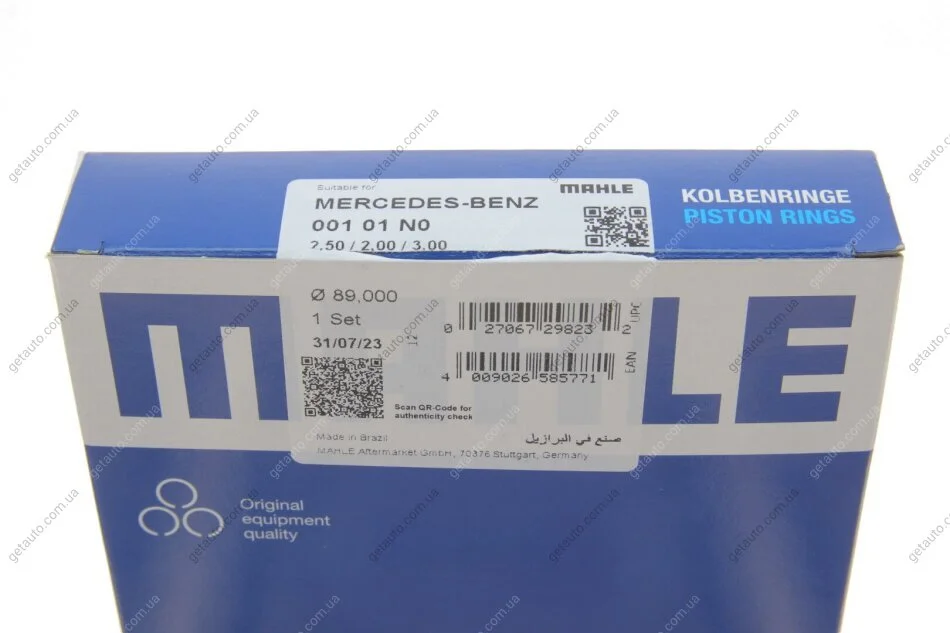 Suitable for
MAHLE
MERCEDES-BENZ
001 01 N0
2.50 / 2,00 / 3,00
KOLBENRINGE
PISTON RINGS
MAHLE
Ø 89,000
1 Set
31/07/23
12
0 27067 29823 2
UPC
4 009026 585771
EAN
Scan QR-Code for
authenticity check
Made in Brazil
صنع في البرازيل
MAHLE Aftermarket GmbH, 70376 Stuttgart, Germany
Original
equipment
quality
getauto.com.ua